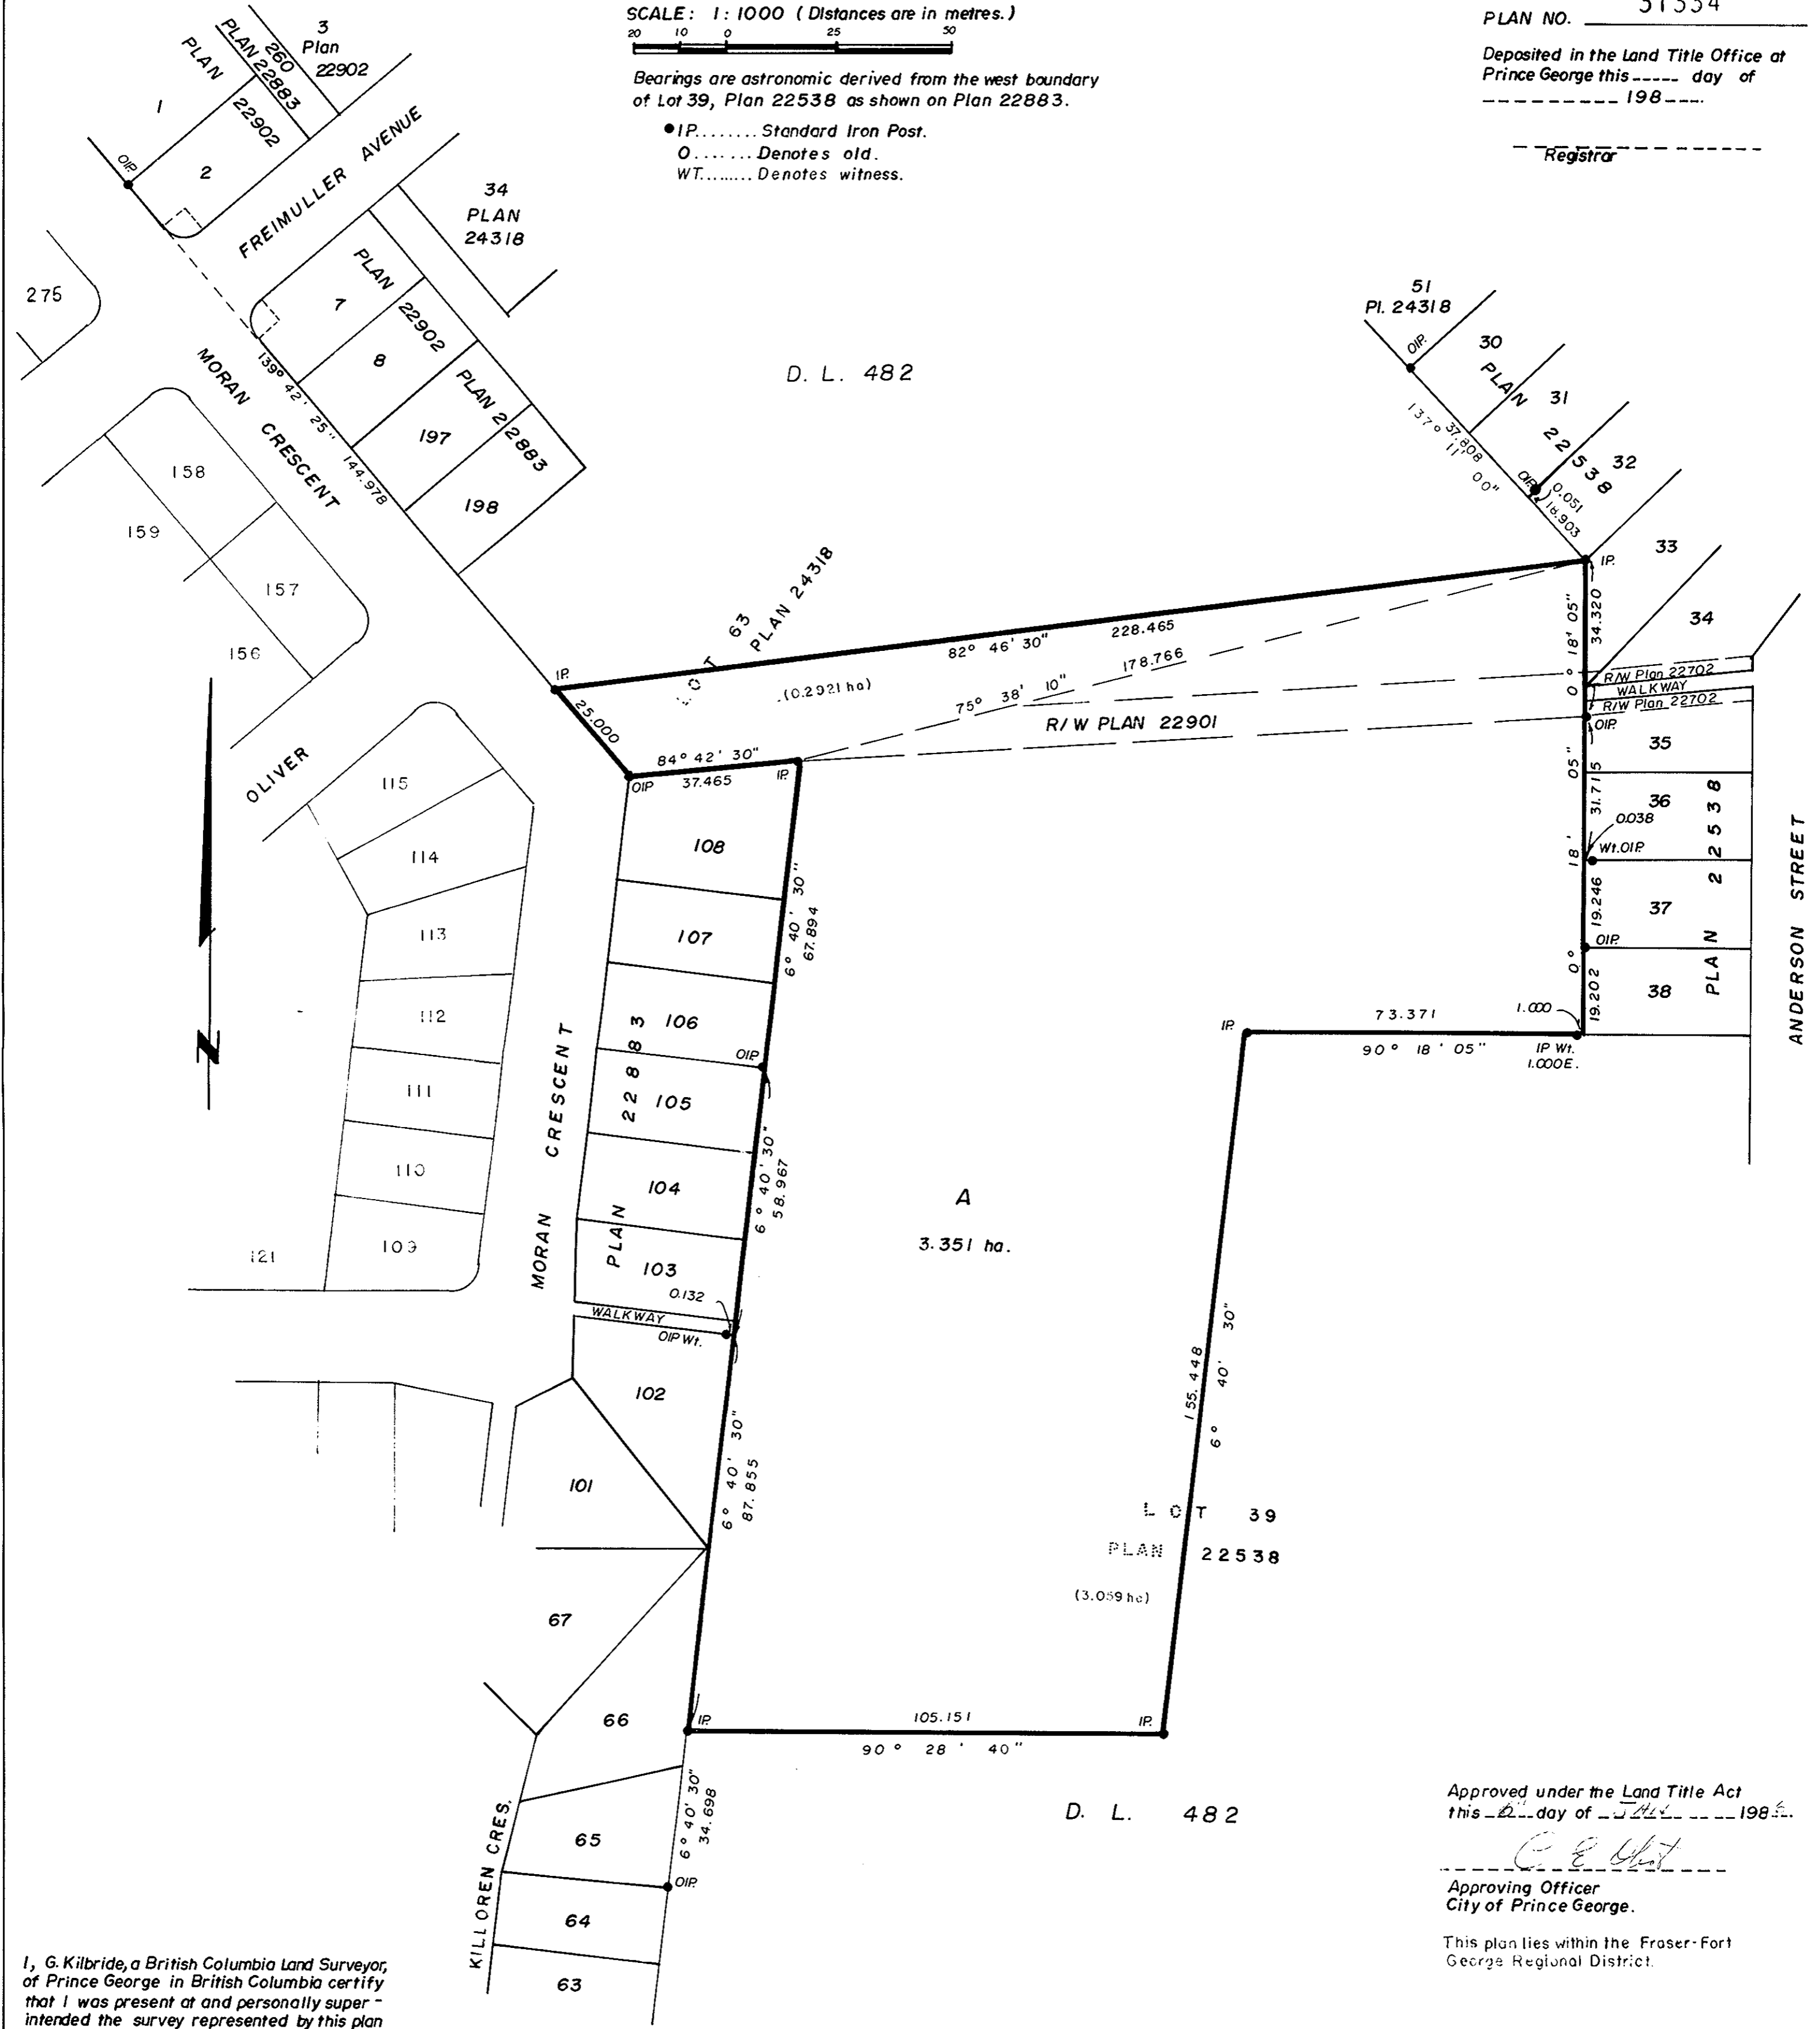 SCALE: 1:1000 (Distances are in metres.)
20 10 0 25 50
Bearings are astronomic derived from the west boundary
of Lot 39, Plan 22538 as shown on Plan 22883.
● IP........ Standard Iron Post.
O....... Denotes old.
WT........ Denotes witness.
PLAN NO. 31334
Deposited in the Land Title Office at
Prince George this ----- day of
---------- 198----.
Registrar
3
Plan
22902
260
PLAN 22883
PLAN
22902
1
2
OIP.
FREIMULLER AVENUE
34
PLAN
24318
275
7
PLAN
22902
8
PLAN 22883
197
198
139° 42' 25"
144.978
MORAN
CRESCENT
158
159
157
156
D. L. 482
51
Pl. 24318
OIP.
30
PLAN
31
22538
32
137° 11' 00"
37.808
OIP.
0.051
18.903
33
IP.
34
0° 18' 05"
34.320
R/W Plan 22702
WALKWAY
R/W Plan 22702
OIP.
35
LOT 63
PLAN 24318
IP.
82° 46' 30"
228.465
(0.2921 ha)
75° 38' 10"
178.766
R/W PLAN 22901
25.000
84° 42' 30"
37.465
OIP
IP.
OLIVER
115
114
113
112
111
110
109
121
108
107
106
105
104
103
102
101
6° 40' 30"
67.894
OIP.
MORAN CRESCENT
PLAN 22883
6° 40' 30"
58.967
0.132
WALKWAY
OIP Wt.
6° 40' 30"
87.855
0° 18' 05"
31.715
36
0.038
Wt.OIP.
19.246
37
OIP.
19.202
38
PLAN 22538
ANDERSON STREET
IP.
73.371
1.000
90° 18' 05"
IP Wt.
1.000E.
A
3.351 ha.
155.448
6° 40' 30"
LOT 39
PLAN 22538
(3.059 ha)
67
66
IP.
105.151
IP.
90° 28' 40"
65
64
63
6° 40' 30"
34.698
OIP.
KILLOREN CRES.
D. L. 482
Approved under the Land Title Act
this day of 198
Approving Officer
City of Prince George.
This plan lies within the Fraser-Fort
George Regional District.
I, G. Kilbride, a British Columbia Land Surveyor,
of Prince George in British Columbia certify
that I was present at and personally super-
intended the survey represented by this plan